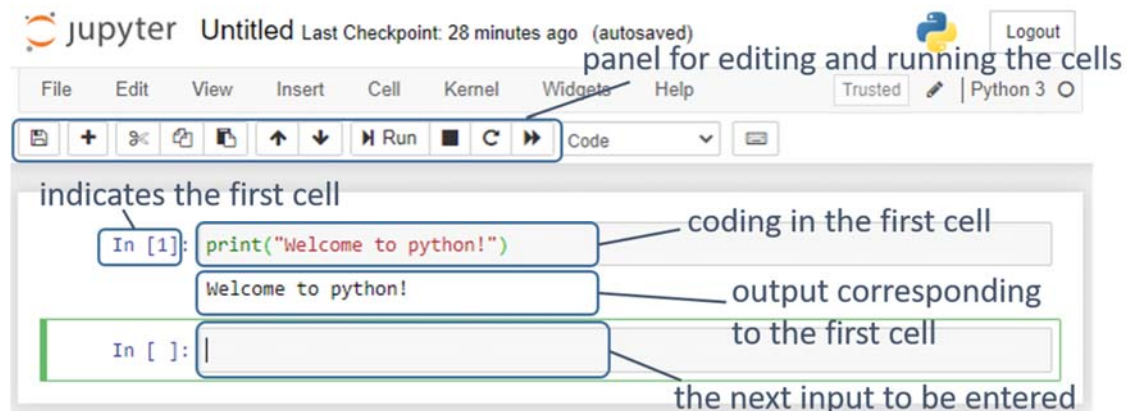 jupyter Untitled Last Checkpoint: 28 minutes ago (autosaved)
Logout
panel for editing and running the cells
File Edit View Insert Cell Kernel Widgets Help
Trusted Python 3
Run Code
indicates the first cell
In [1]: print("Welcome to python!")
coding in the first cell
Welcome to python!
output corresponding
to the first cell
In [ ]:
the next input to be entered